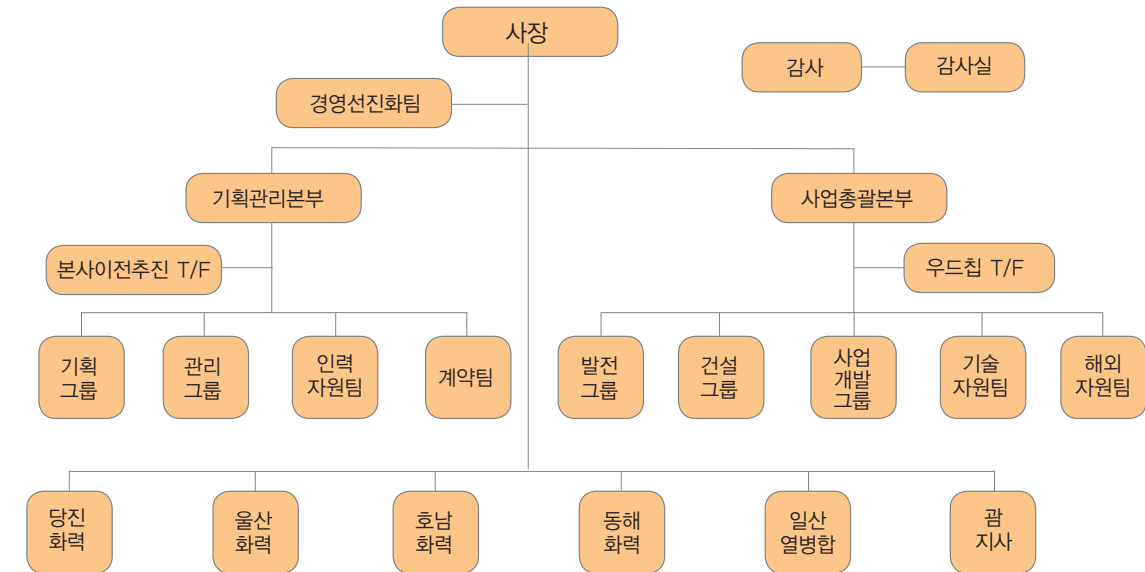 사장
감사
감사실
경영선진화팀
기획관리본부
사업총괄본부
본사이전추진 T/F
우드칩 T/F
기획
그룹
관리
그룹
인력
자원팀
계약팀
발전
그룹
건설
그룹
사업
개발
그룹
기술
자원팀
해외
자원팀
당진
화력
울산
화력
호남
화력
동해
화력
일산
열병합
괌
지사